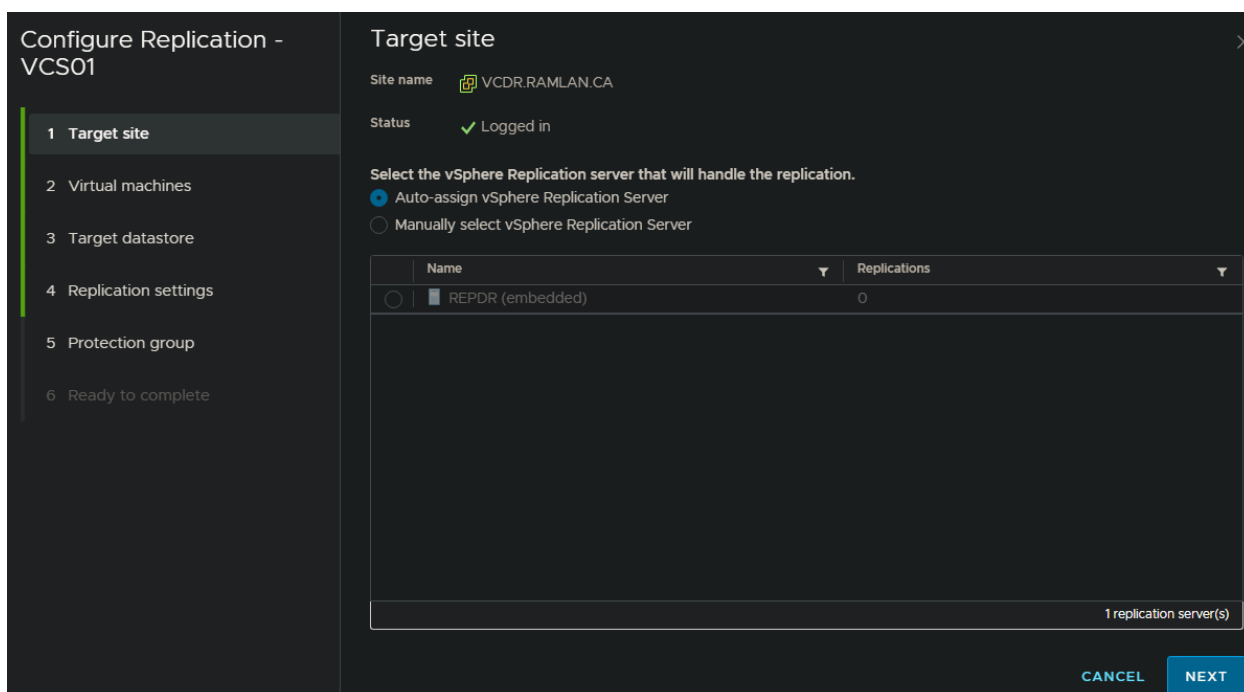 Configure Replication -
VCS01
1 Target site
2 Virtual machines
3 Target datastore
4 Replication settings
5 Protection group
6 Ready to complete
Target site
Site name VCDR.RAMLAN.CA
Status Logged in
Select the vSphere Replication server that will handle the replication.
Auto-assign vSphere Replication Server
Manually select vSphere Replication Server
Name Replications
REPDR (embedded) 0
1 replication server(s)
CANCEL NEXT